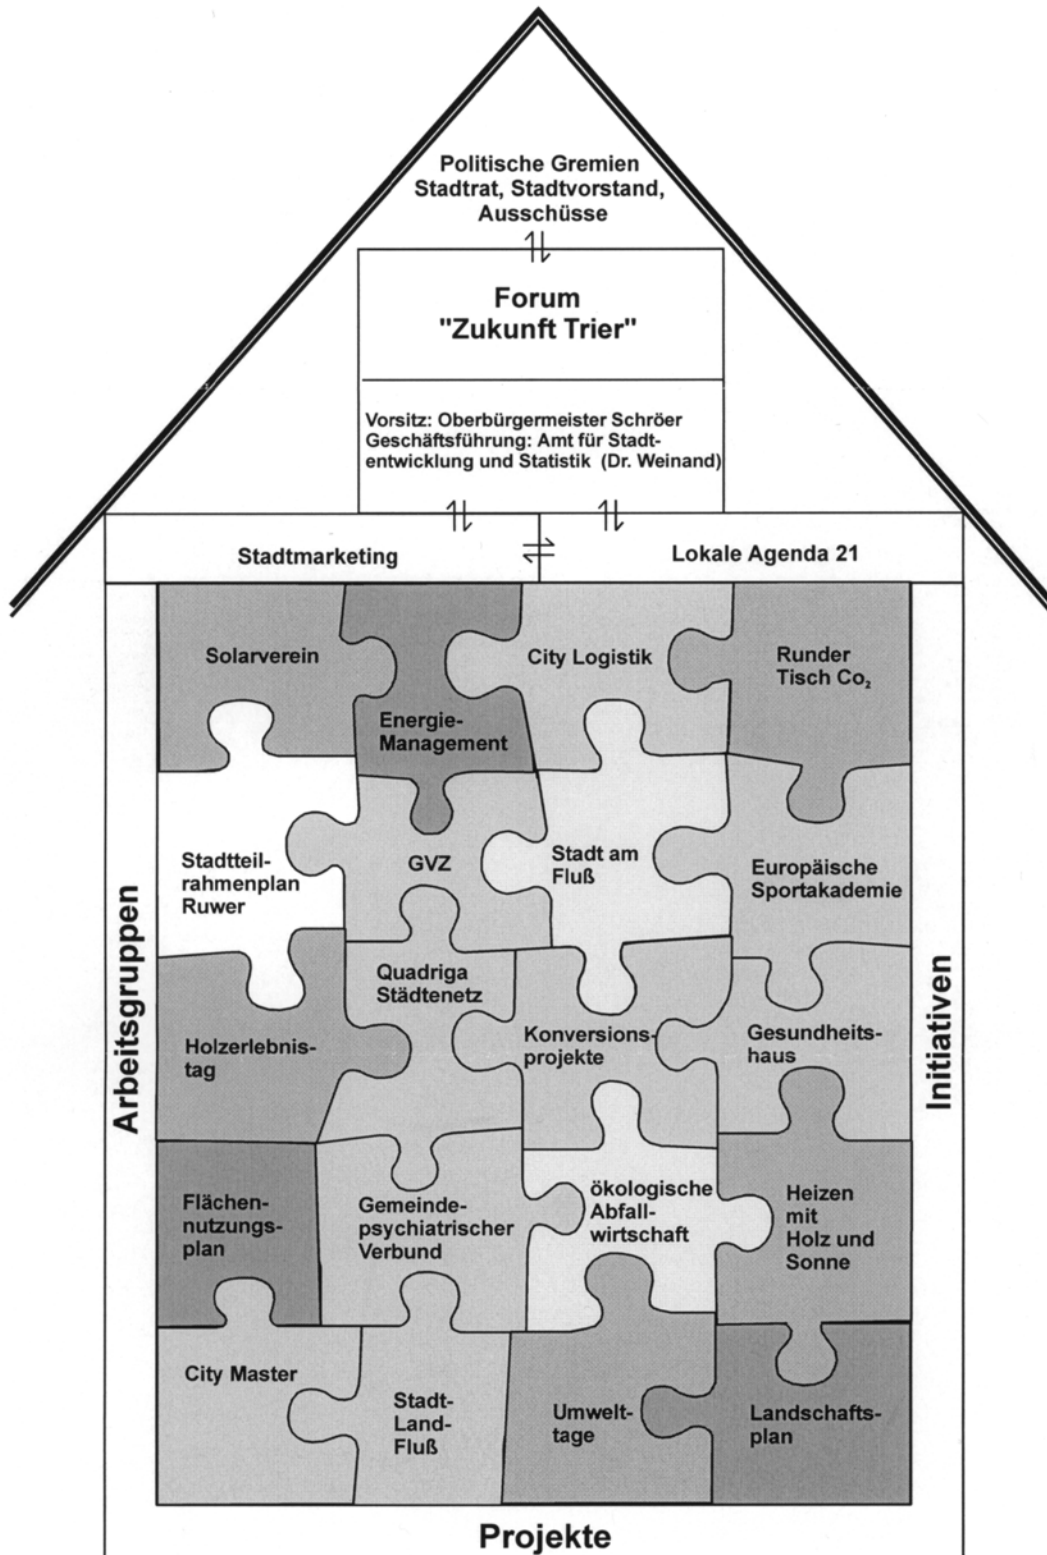 Politische Gremien
Stadtrat, Stadtvorstand,
Ausschüsse
Forum
"Zukunft Trier"
Vorsitz: Oberbürgermeister Schröer
Geschäftsführung: Amt für Stadt-
entwicklung und Statistik (Dr. Weinand)
Stadtmarketing
Lokale Agenda 21
Arbeitsgruppen
Solarverein
Energie-
Management
City Logistik
Runder
Tisch Co₂
Stadtteil-
rahmenplan
Ruwer
GVZ
Stadt am
Fluß
Europäische
Sportakademie
Holzerlebnis-
tag
Quadriga
Städtenetz
Konversions-
projekte
Gesundheits-
haus
Flächen-
nutzungs-
plan
Gemeinde-
psychiatrischer
Verbund
ökologische
Abfall-
wirtschaft
Heizen
mit
Holz und
Sonne
City Master
Stadt-
Land-
Fluß
Umwelt-
tage
Landschafts-
plan
Initiativen
Projekte